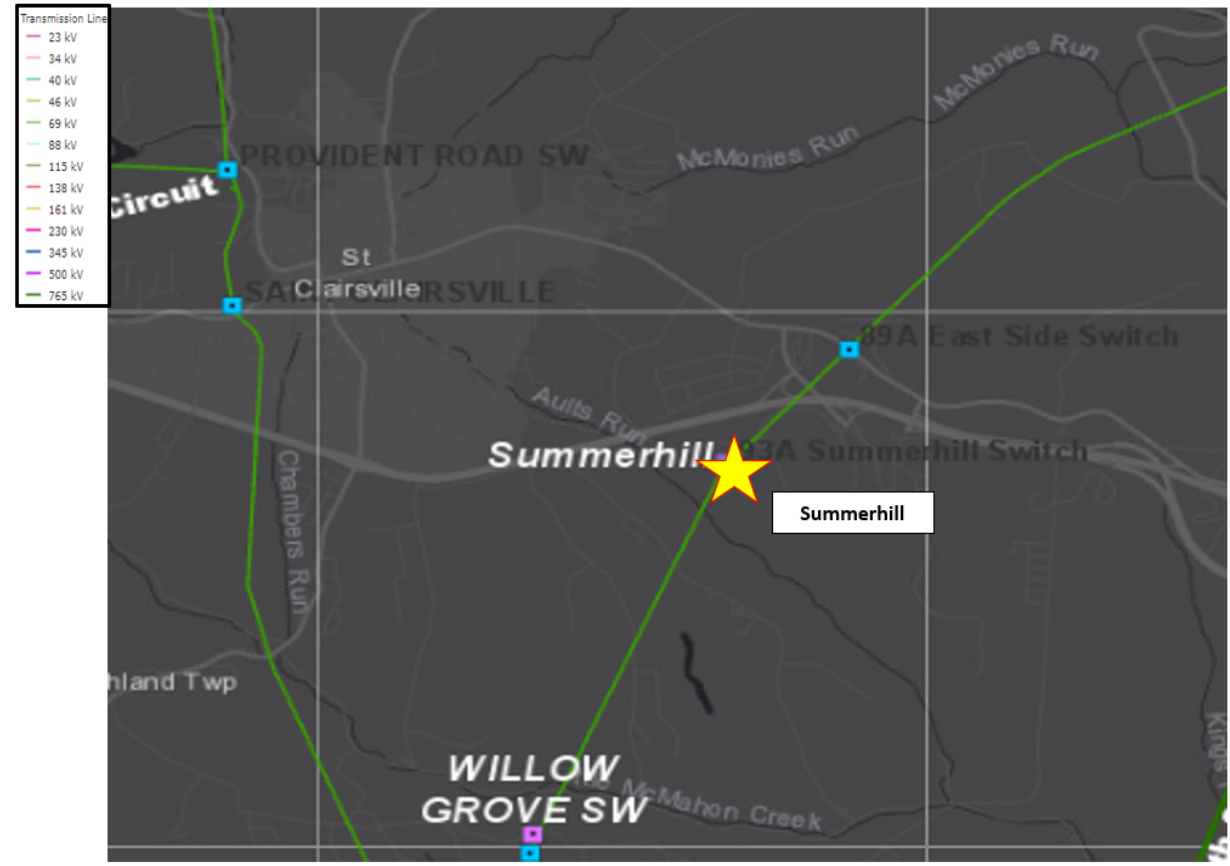 Transmission Line
23 kV
34 kV
40 kV
46 kV
69 kV
88 kV
115 kV
138 kV
161 kV
230 kV
345 kV
500 kV
765 kV
McMonies Run
PROVIDENT ROAD SW
McMonies Run
Circuit
St
Clairsville
CLAIRSVILLE
89A East Side Switch
Aults Run
Summerhill
93A Summerhill Switch
Summerhill
Chambers Run
hland Twp
WILLOW
GROVE SW
McMahon Creek
Kings